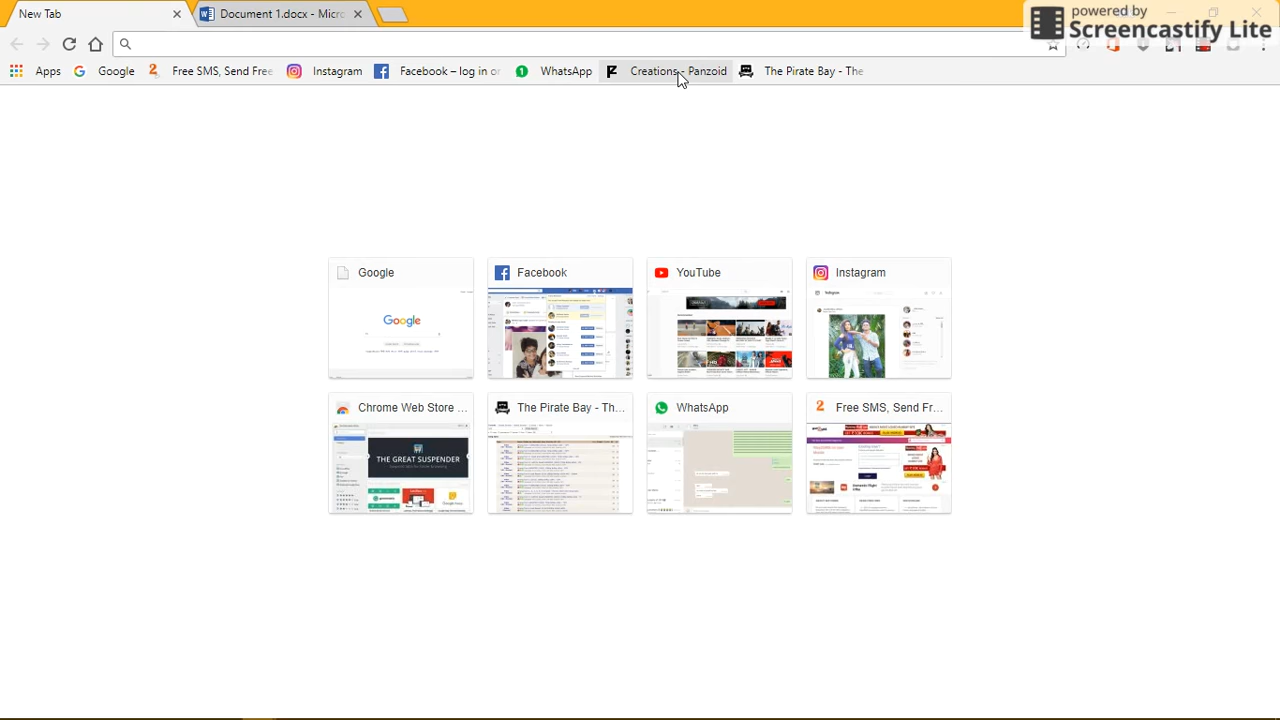 New Tab
Document 1.docx - Micro
powered by
Screencastify Lite
Apps
Google
Free SMS, Send Free
Instagram
Facebook – log in or
1
WhatsApp
Creations - Panzoid
The Pirate Bay - The
Google
Facebook
YouTube
Instagram
Google
Chrome Web Store ...
The Pirate Bay - Th...
WhatsApp
Free SMS, Send Fr...
THE GREAT SUSPENDER